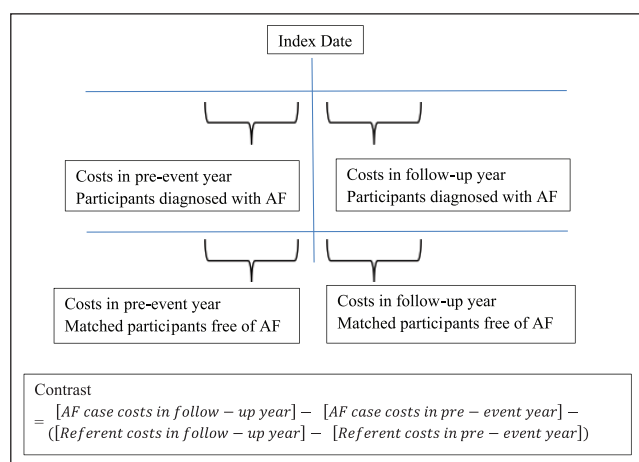 Index Date
Costs in pre-event year
Participants diagnosed with AF
Costs in follow-up year
Participants diagnosed with AF
Costs in pre-event year
Matched participants free of AF
Costs in follow-up year
Matched participants free of AF
Contrast
= [AF case costs in follow − up year] − [AF case costs in pre − event year] −
([Referent costs in follow − up year] − [Referent costs in pre − event year])